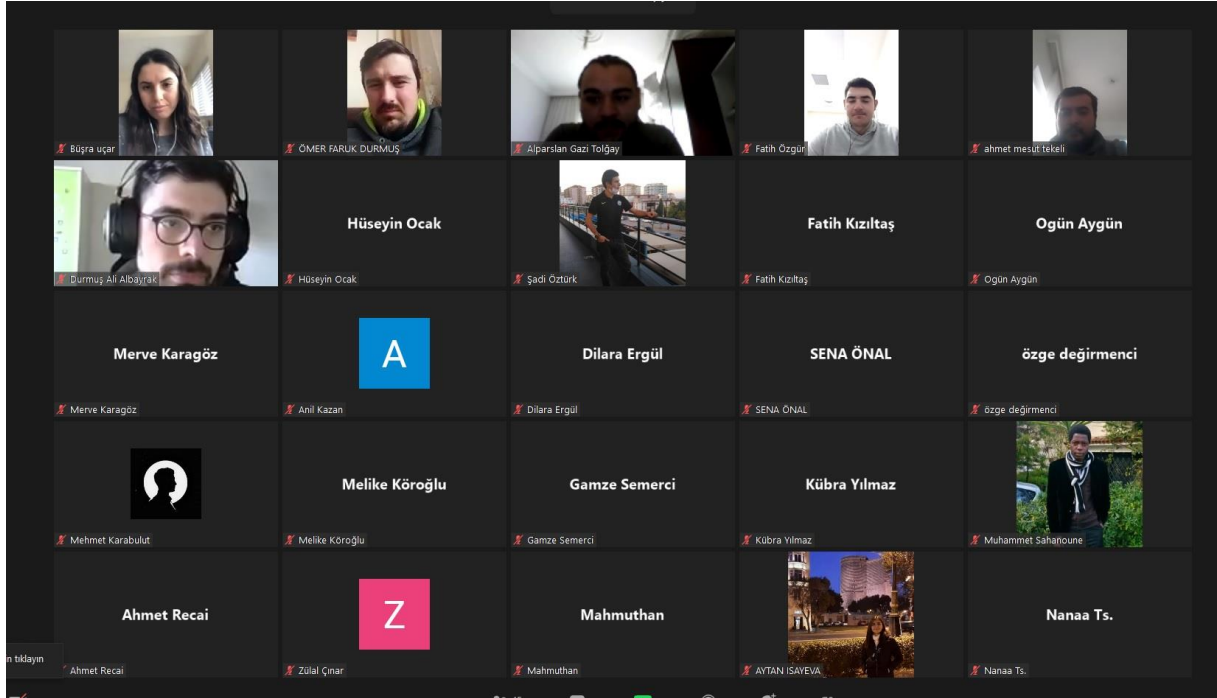 Büşra uçar
ÖMER FARUK DURMUŞ
Alparslan Gazi Tolğay
Fatih Özgür
ahmet mesut tekeli
Durmuş Ali Albayrak
Hüseyin Ocak
Hüseyin Ocak
Şadi Öztürk
Fatih Kızıltaş
Fatih Kızıltaş
Ogün Aygün
Ogün Aygün
Merve Karagöz
Merve Karagöz
A
Anil Kazan
Dilara Ergül
Dilara Ergül
SENA ÖNAL
SENA ÖNAL
özge değirmenci
özge değirmenci
Mehmet Karabulut
Melike Köroğlu
Melike Köroğlu
Gamze Semerci
Gamze Semerci
Kübra Yılmaz
Kübra Yılmaz
Muhammet Sahanoune
Ahmet Recai
Ahmet Recai
Z
Zülal Çınar
Mahmuthan
Mahmuthan
AYTAN ISAYEVA
Nanaa Ts.
Nanaa Ts.
n tıklayın